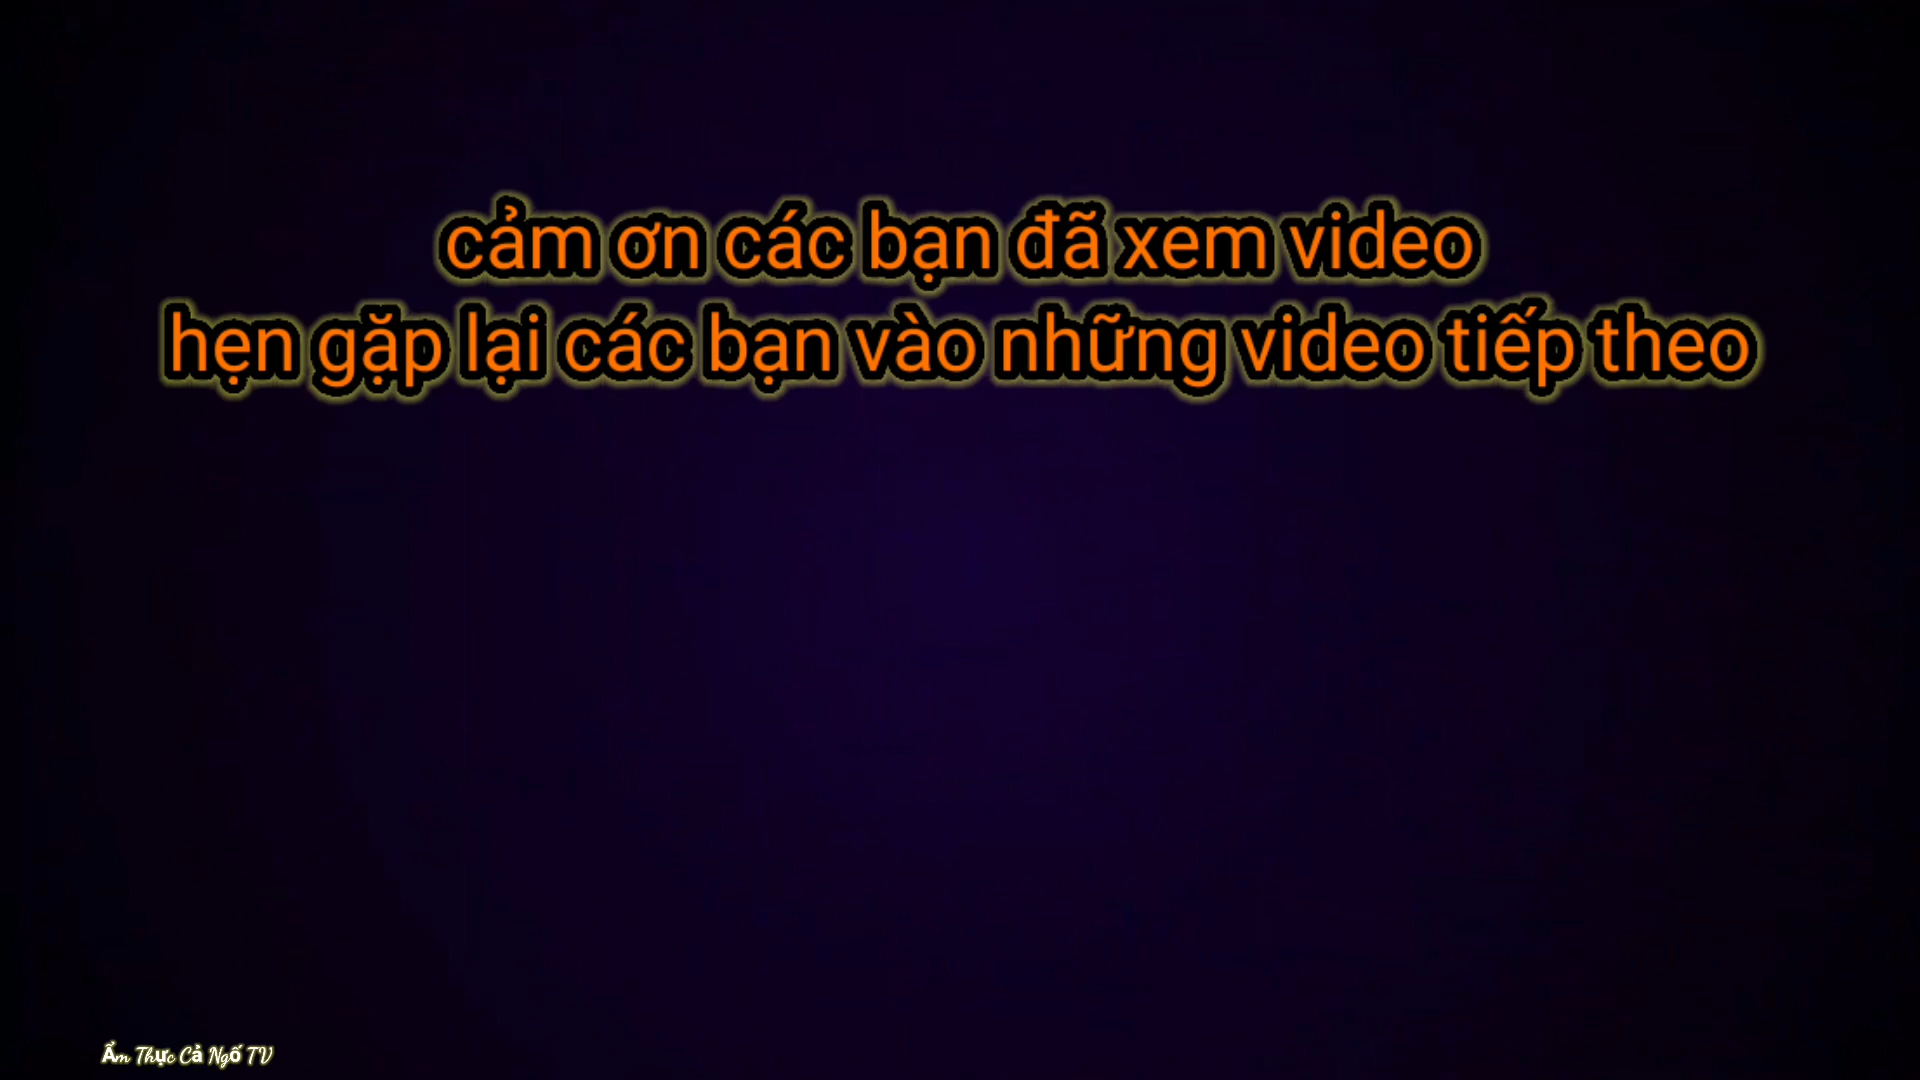 cảm ơn các bạn đã xem video
hẹn gặp lại các bạn vào những video tiếp theo
Ẩm Thực Cả Ngố TV